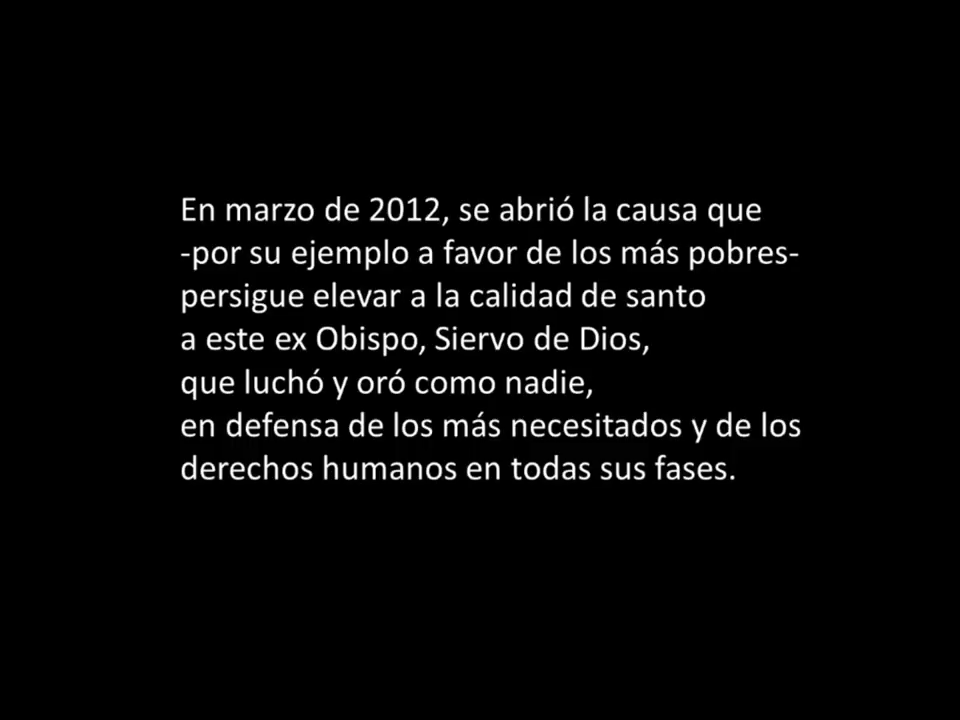 En marzo de 2012, se abrió la causa que
-por su ejemplo a favor de los más pobres-
persigue elevar a la calidad de santo
a este ex Obispo, Siervo de Dios,
que luchó y oró como nadie,
en defensa de los más necesitados y de los
derechos humanos en todas sus fases.